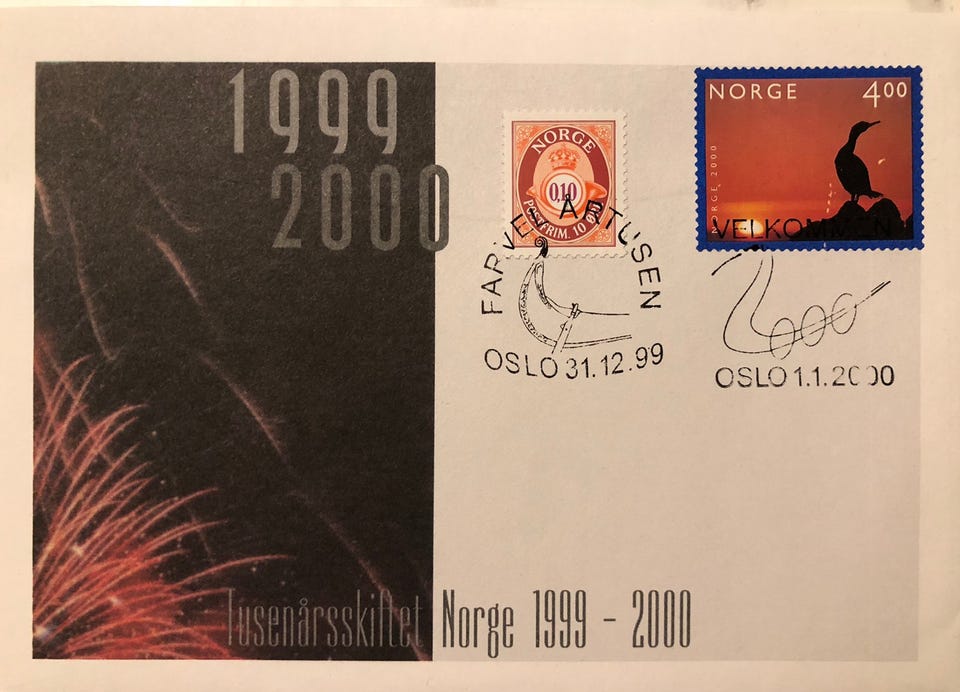 1999
2000
NORGE
0,10
POSTFRIM. 10 ØRE
FARVEL ÅRTUSEN
OSLO 31.12.99
NORGE 4.00
NORGE, 2000
VELKOMMEN
2000
OSLO 1.1.2000
Tusenårsskiftet Norge 1999 - 2000